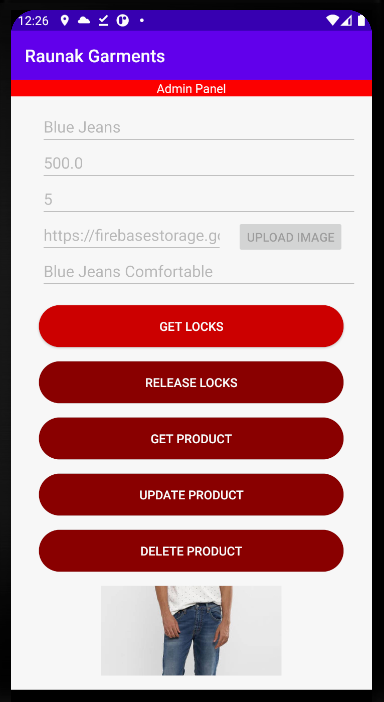 12:26
Raunak Garments
Admin Panel
Blue Jeans
500.0
5
https://firebasestorage.g
UPLOAD IMAGE
Blue Jeans Comfortable
GET LOCKS
RELEASE LOCKS
GET PRODUCT
UPDATE PRODUCT
DELETE PRODUCT